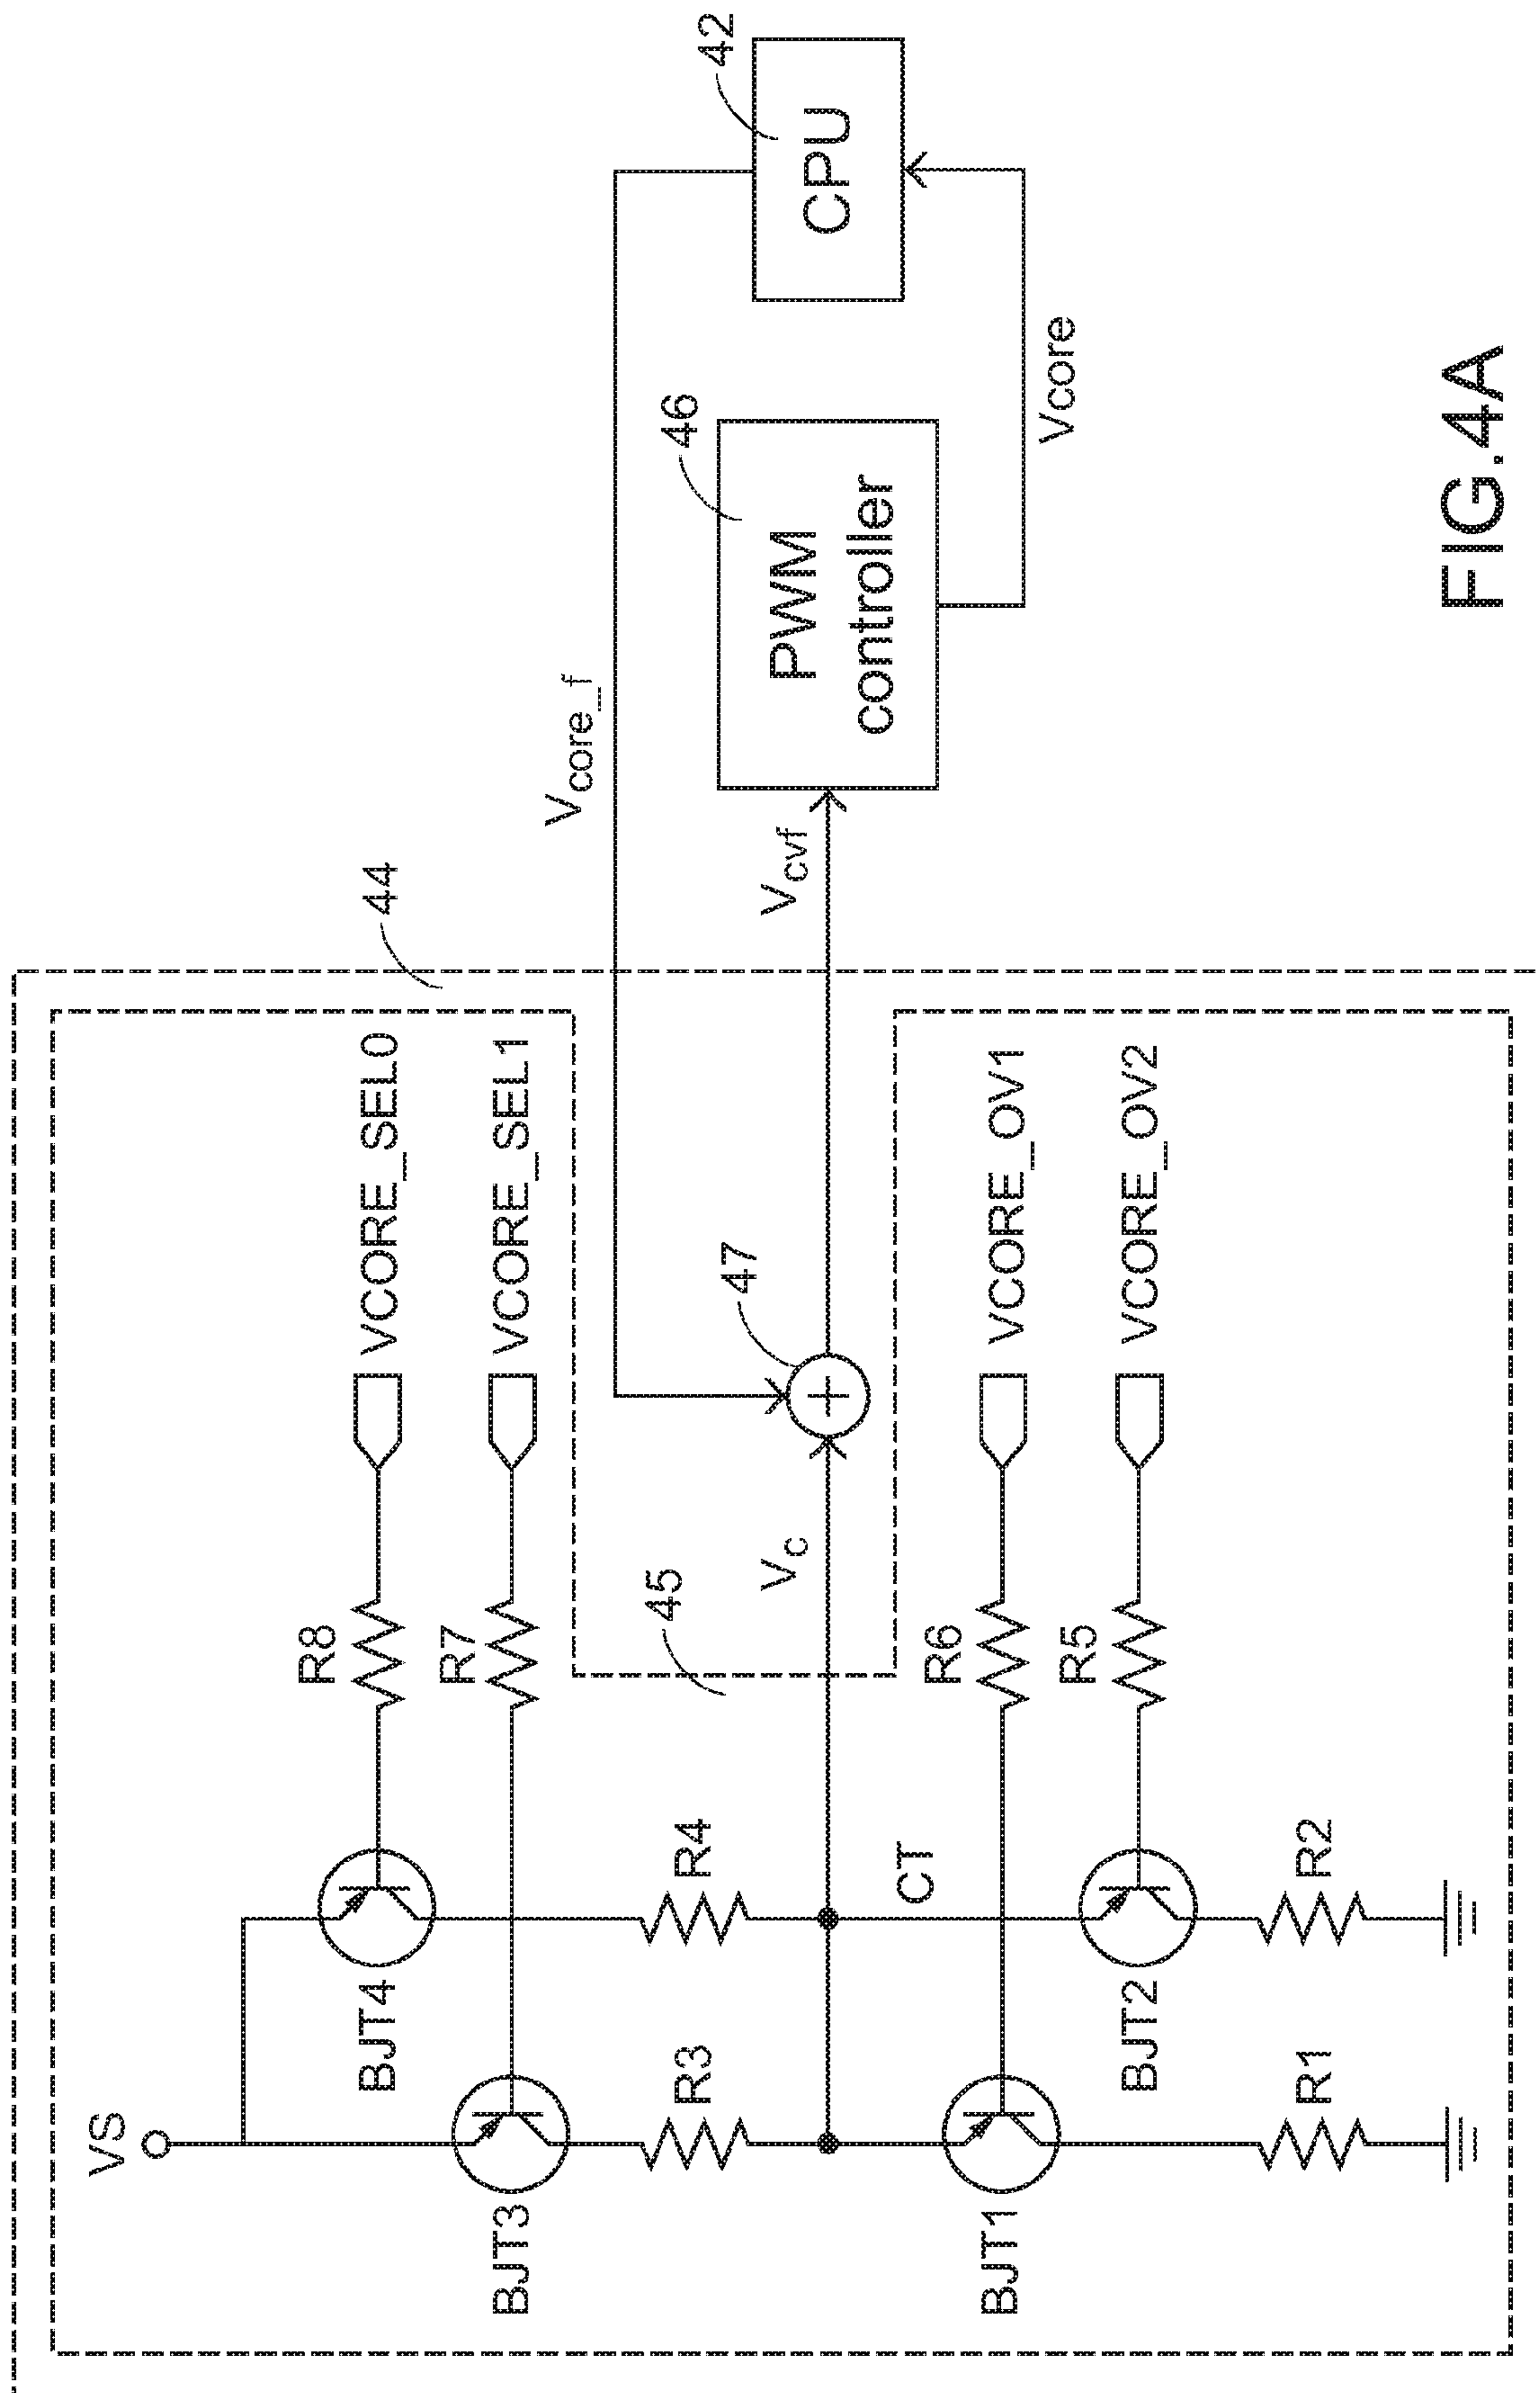 VS
BJT4
R8
VCORE_SEL0
44
BJT3
R7
VCORE_SEL1
R3
R4
45
Vc
47
Vcore_f
Vcvf
46
PWM
controller
42
CPU
Vcore
CT
BJT1
R6
VCORE_OV1
BJT2
R5
VCORE_OV2
R1
R2
FIG.4A